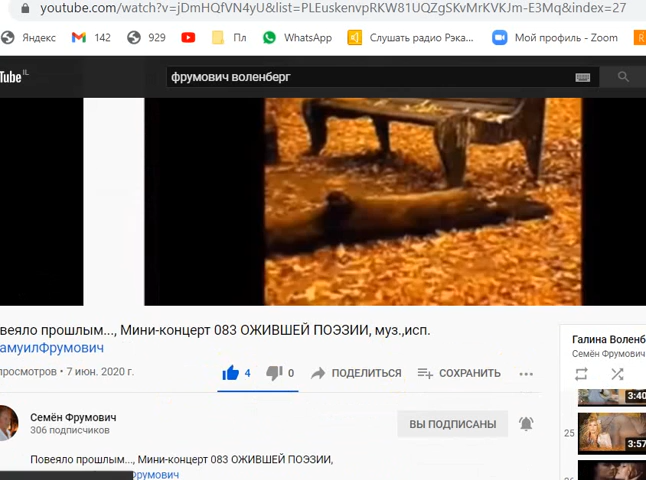 youtube.com/watch?v=jDmHQfVN4yU&list=PLEuskenvpRKW81UQZgSKvMrKVKJm-E3Mq&index=27
Яндекс 142 929 Пл WhatsApp Слушать радио Рэка... Мой профиль - Zoom
Tube IL фрумович воленберг
веяло прошлым..., Мини-концерт 083 ОЖИВШЕЙ ПОЭЗИИ, муз.,исп.
амуилФрумович
просмотров • 7 июн. 2020 г.
4 0 ПОДЕЛИТЬСЯ СОХРАНИТЬ ...
Галина Воленб
Семён Фрумович
3:40
Семён Фрумович
306 подписчиков
ВЫ ПОДПИСАНЫ
25 3:57
Повеяло прошлым..., Мини-концерт 083 ОЖИВШЕЙ ПОЭЗИИ,
Фрумович